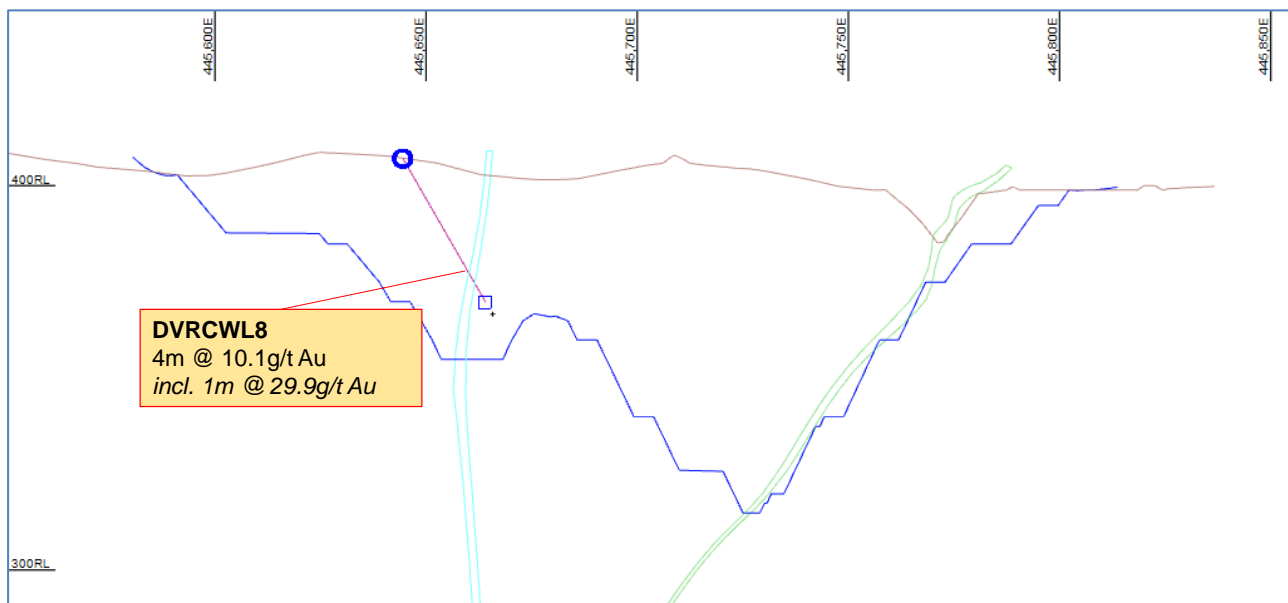 445,600E
445,650E
445,700E
445,750E
445,800E
445,850E
400RL
DVRCWL8
4m @ 10.1g/t Au
incl. 1m @ 29.9g/t Au
300RL